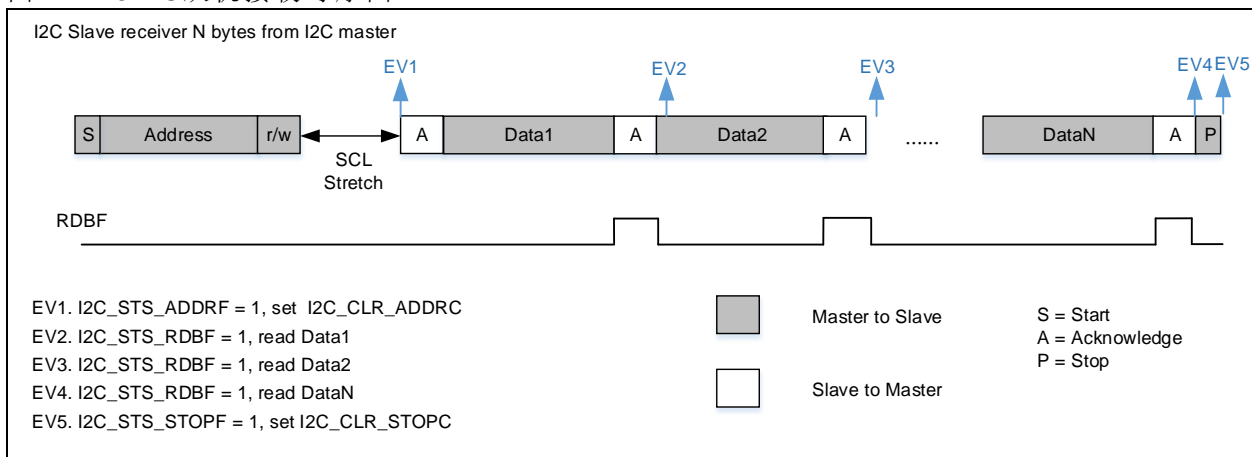 I2C Slave receiver N bytes from I2C master
EV1 EV2 EV3 EV4 EV5
S Address r/w A Data1 A Data2 A ...... DataN A P
SCL
Stretch
RDBF
EV1. I2C_STS_ADDRF = 1, set I2C_CLR_ADDRC
EV2. I2C_STS_RDBF = 1, read Data1
EV3. I2C_STS_RDBF = 1, read Data2
EV4. I2C_STS_RDBF = 1, read DataN
EV5. I2C_STS_STOPF = 1, set I2C_CLR_STOPC
Master to Slave
Slave to Master
S = Start
A = Acknowledge
P = Stop